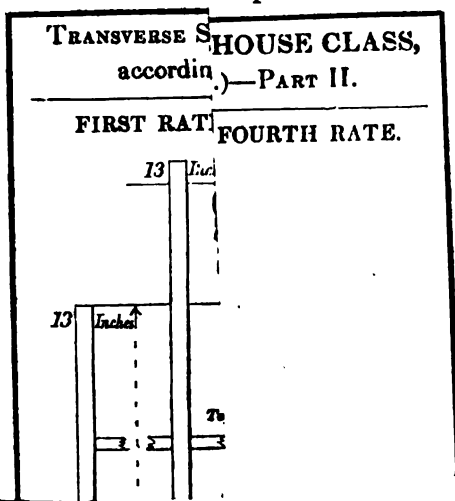 TRANSVERSE S HOUSE CLASS,
accordin .)—PART II.
FIRST RAT FOURTH RATE.
13 Inc
13 Inches